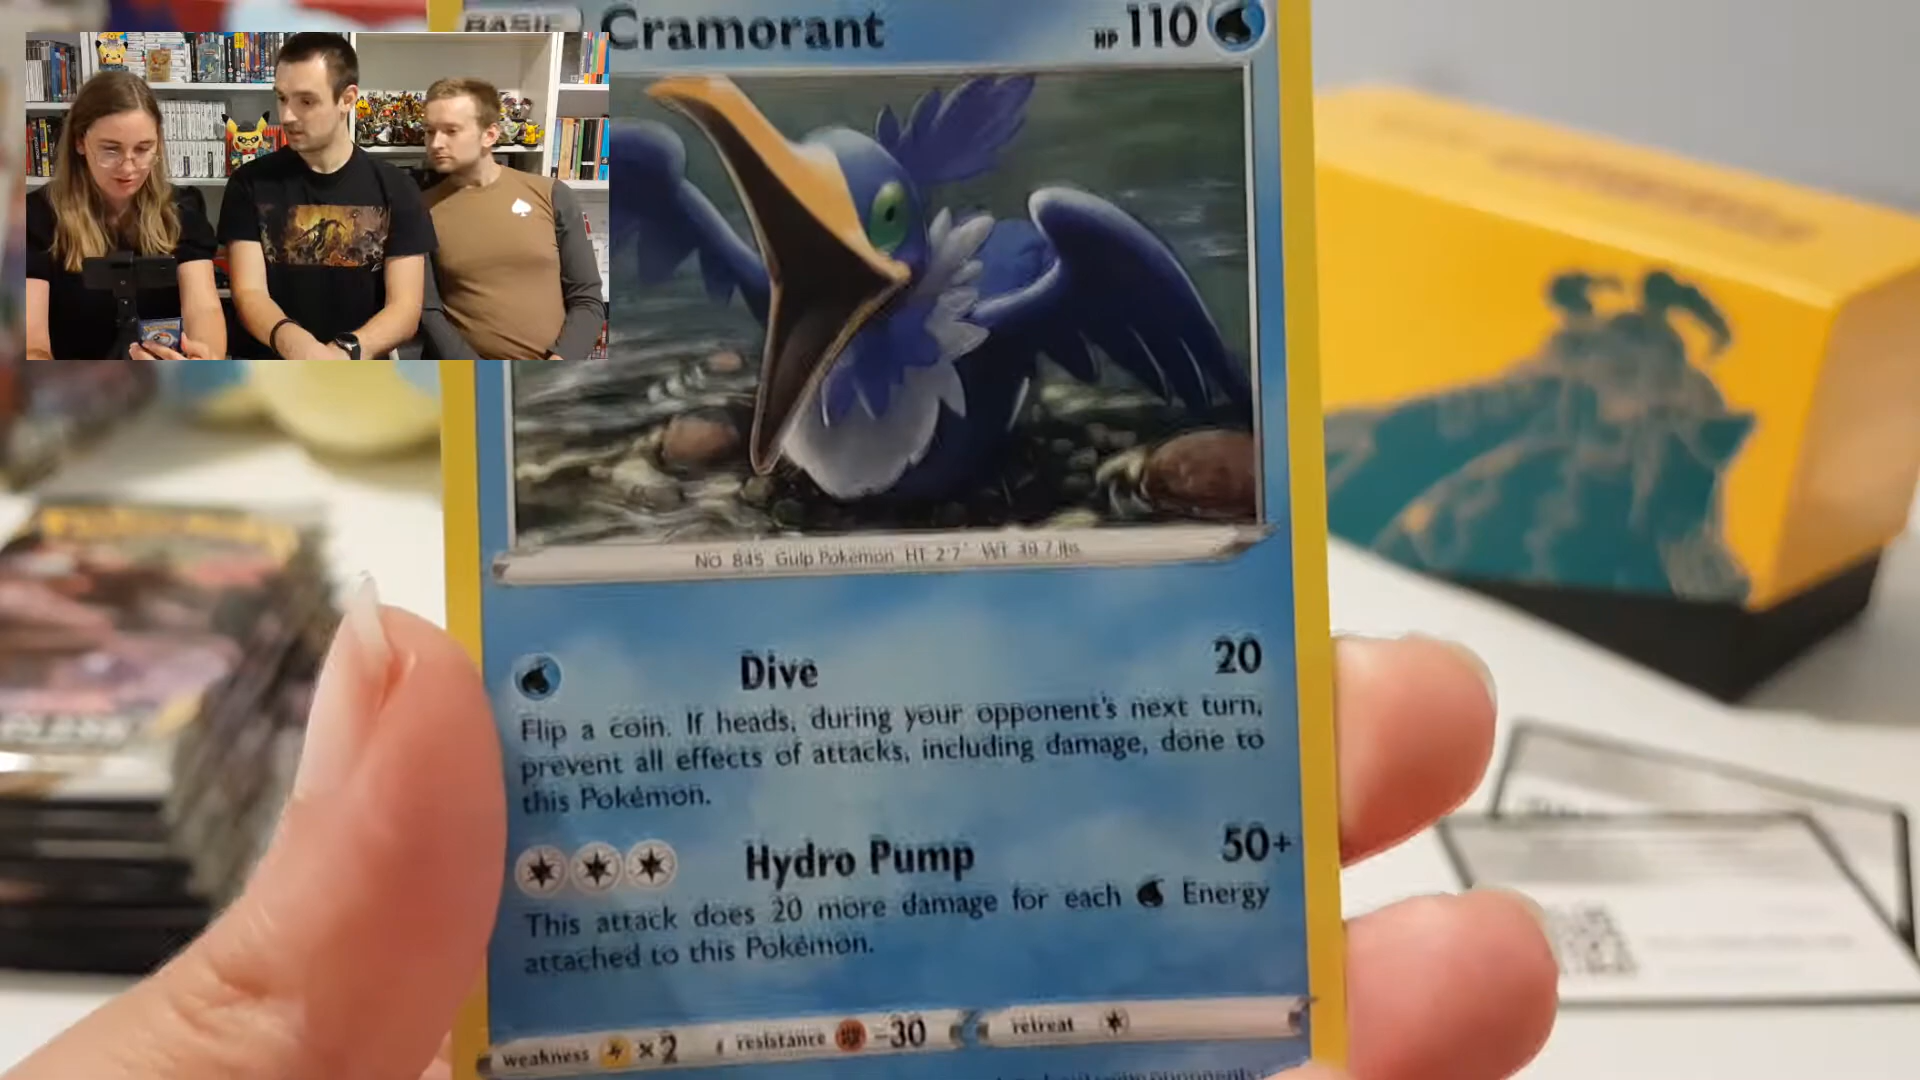 BASIC Cramorant HP 110
NO. 845 Gulp Pokémon HT 2'7" WT 39.7 lbs.
Dive 20
Flip a coin. If heads, during your opponent's next turn,
prevent all effects of attacks, including damage, done to
this Pokémon.
Hydro Pump 50+
This attack does 20 more damage for each Energy
attached to this Pokémon.
weakness ×2 resistance -30 retreat